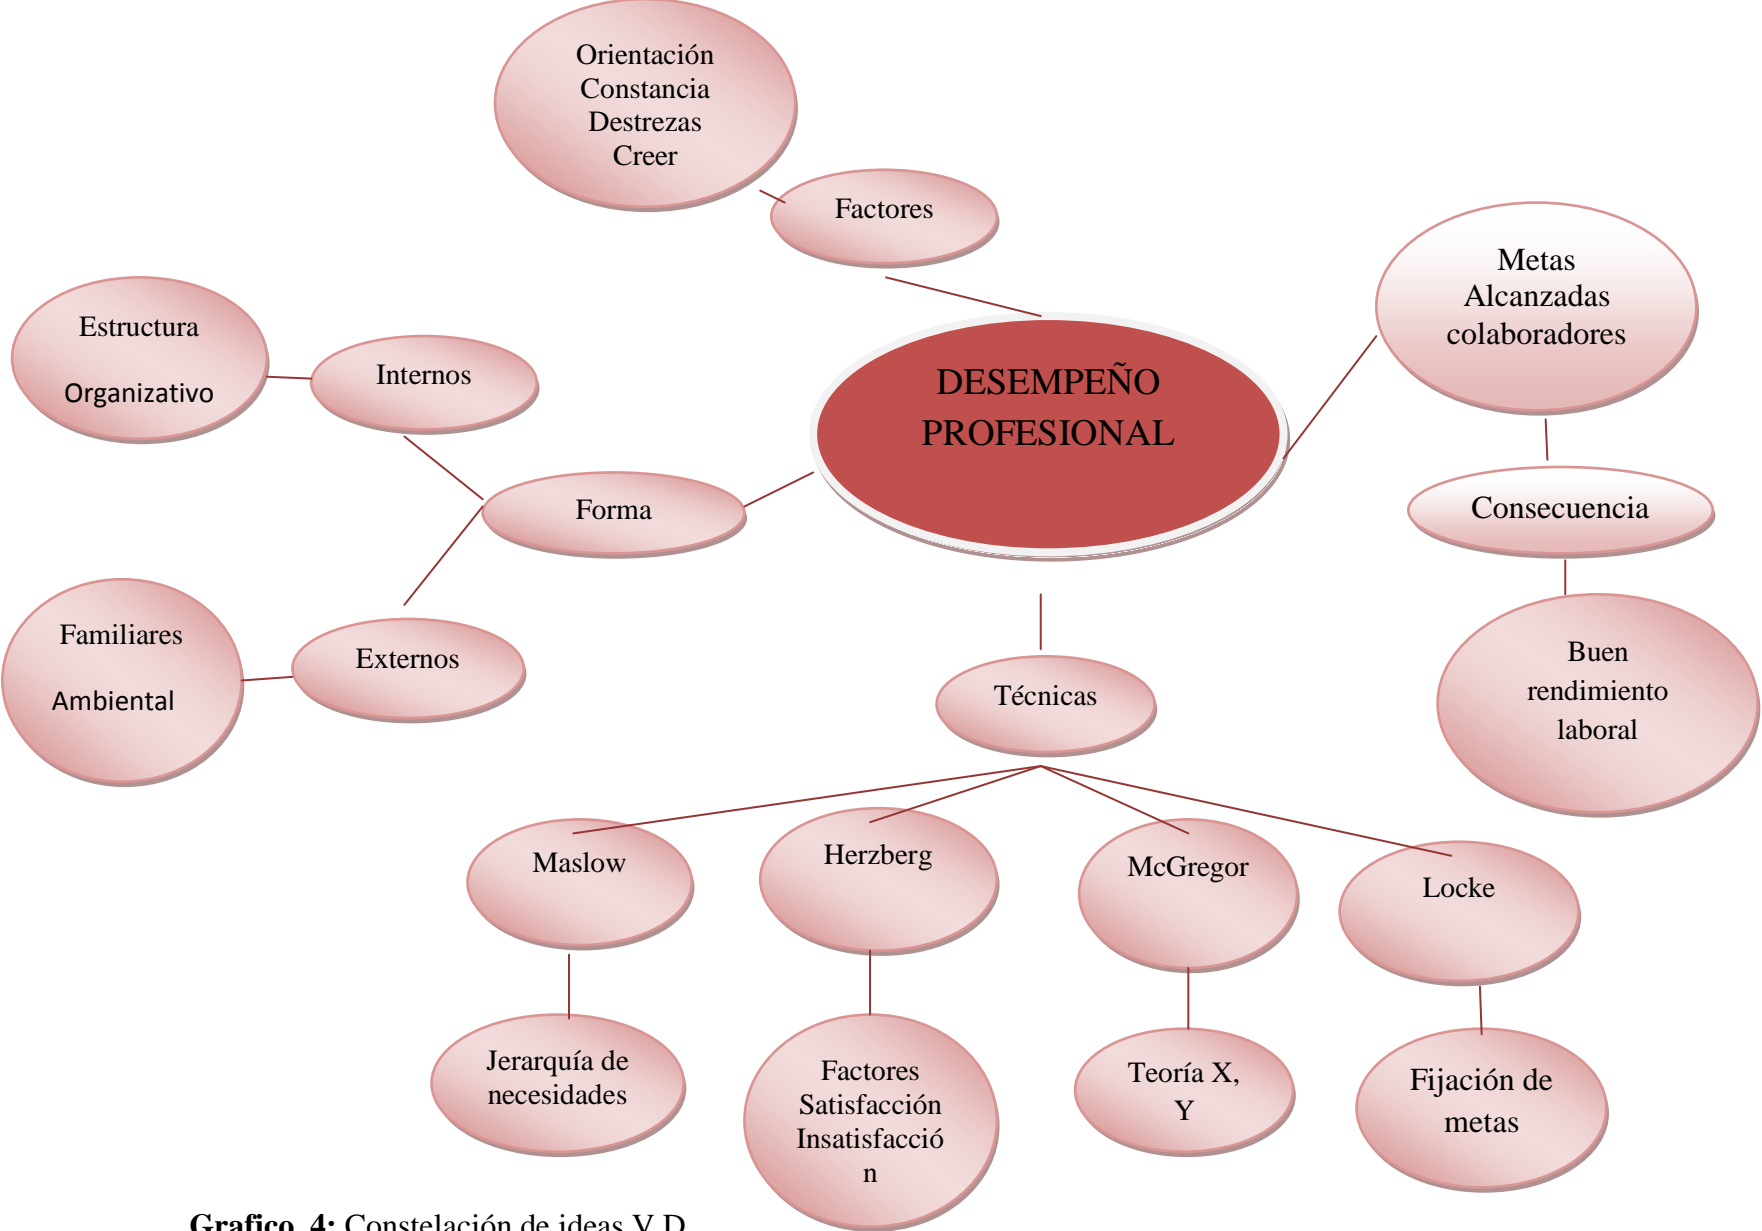 Orientación
Constancia
Destrezas
Creer
Factores
Metas
Alcanzadas
colaboradores
Estructura
Organizativo
Internos
DESEMPEÑO
PROFESIONAL
Forma
Consecuencia
Familiares
Ambiental
Externos
Técnicas
Buen
rendimiento
laboral
Maslow
Herzberg
McGregor
Locke
Jerarquía de
necesidades
Factores
Satisfacción
Insatisfacció
n
Teoría X,
Y
Fijación de
metas
Grafico 4: Constelación de ideas V.D